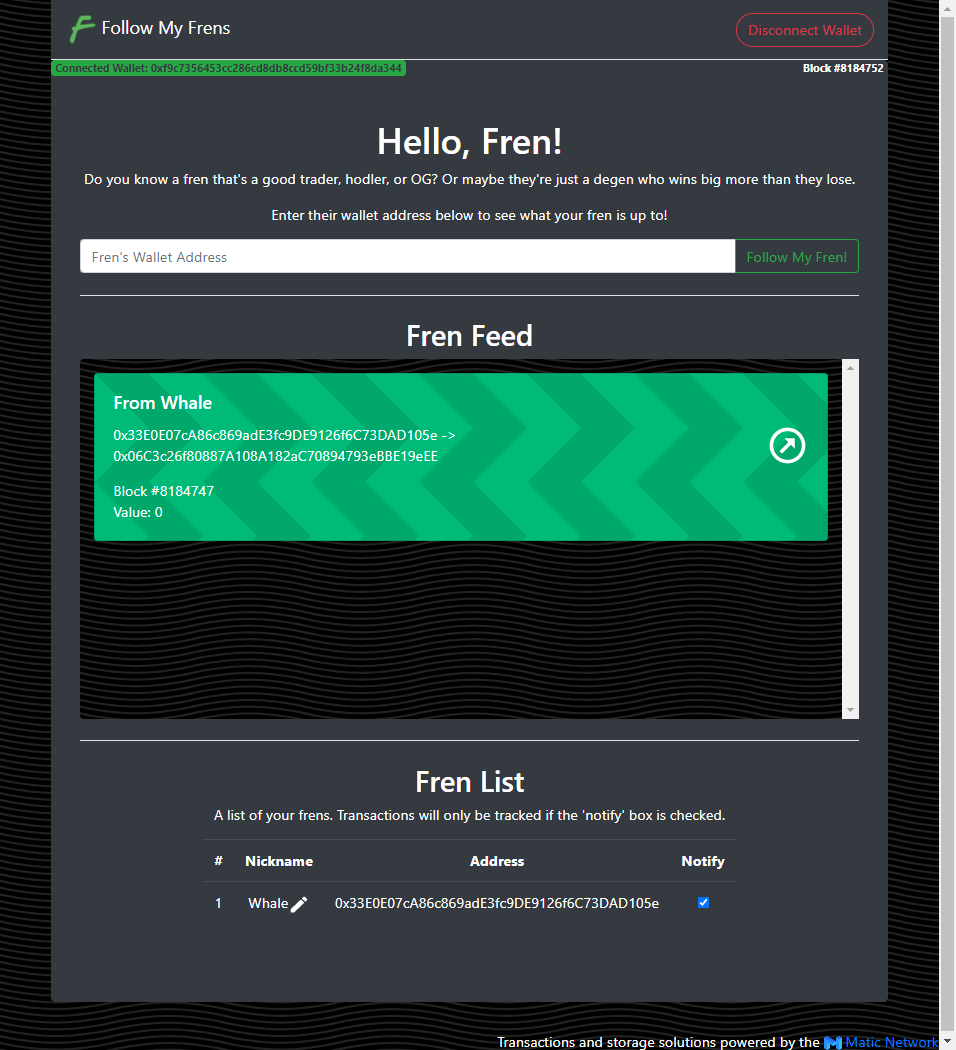 Follow My Frens
Disconnect Wallet
Connected Wallet: 0xf9c7356453cc286cd8db8ccd59bf33b24f8da344
Block #8184752
Hello, Fren!
Do you know a fren that's a good trader, hodler, or OG? Or maybe they're just a degen who wins big more than they lose.
Enter their wallet address below to see what your fren is up to!
Fren's Wallet Address
Follow My Fren!
Fren Feed
From Whale
0x33E0E07cA86c869adE3fc9DE9126f6C73DAD105e ->
0x06C3c26f80887A108A182aC70894793eBBE19eEE
Block #8184747
Value: 0
Fren List
A list of your frens. Transactions will only be tracked if the 'notify' box is checked.
# Nickname Address Notify
1 Whale 0x33E0E07cA86c869adE3fc9DE9126f6C73DAD105e
Transactions and storage solutions powered by the Matic Network